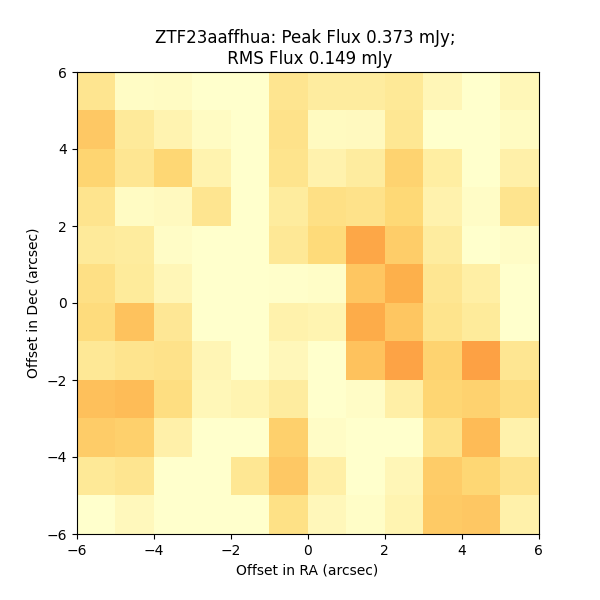 ZTF23aaffhua: Peak Flux 0.373 mJy;
RMS Flux 0.149 mJy
6
4
2
0
−2
−4
−6
Offset in Dec (arcsec)
−6 −4 −2 0 2 4 6
Offset in RA (arcsec)